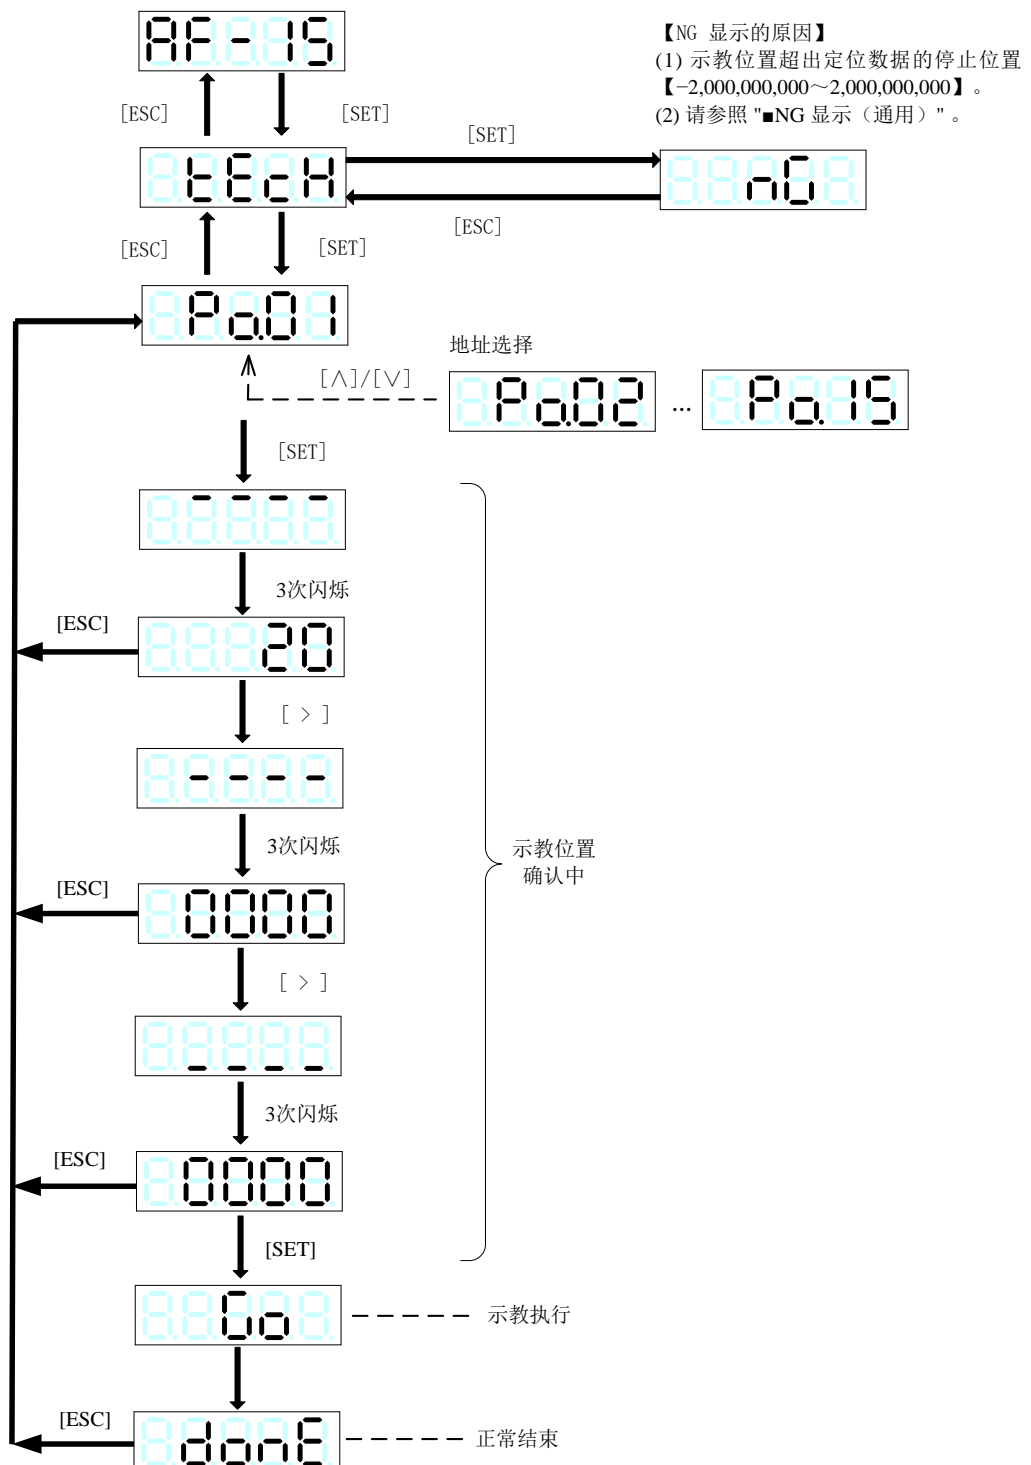 AF-15
【NG 显示的原因】
(1) 示教位置超出定位数据的停止位置
【−2,000,000,000～2,000,000,000】。
(2) 请参照 "■NG 显示（通用）" 。
[ESC]
[SET]
[SET]
tEcH
nG
[ESC]
[ESC]
[SET]
Po.01
地址选择
[∧]/[∨]
Po.02
...
Po.15
[SET]
- - - -
3次闪烁
[ESC]
20
[ > ]
- - - -
3次闪烁
[ESC]
0000
示教位置
确认中
[ > ]
_ _ _ _
3次闪烁
[ESC]
0000
[SET]
Go
示教执行
[ESC]
donE
正常结束